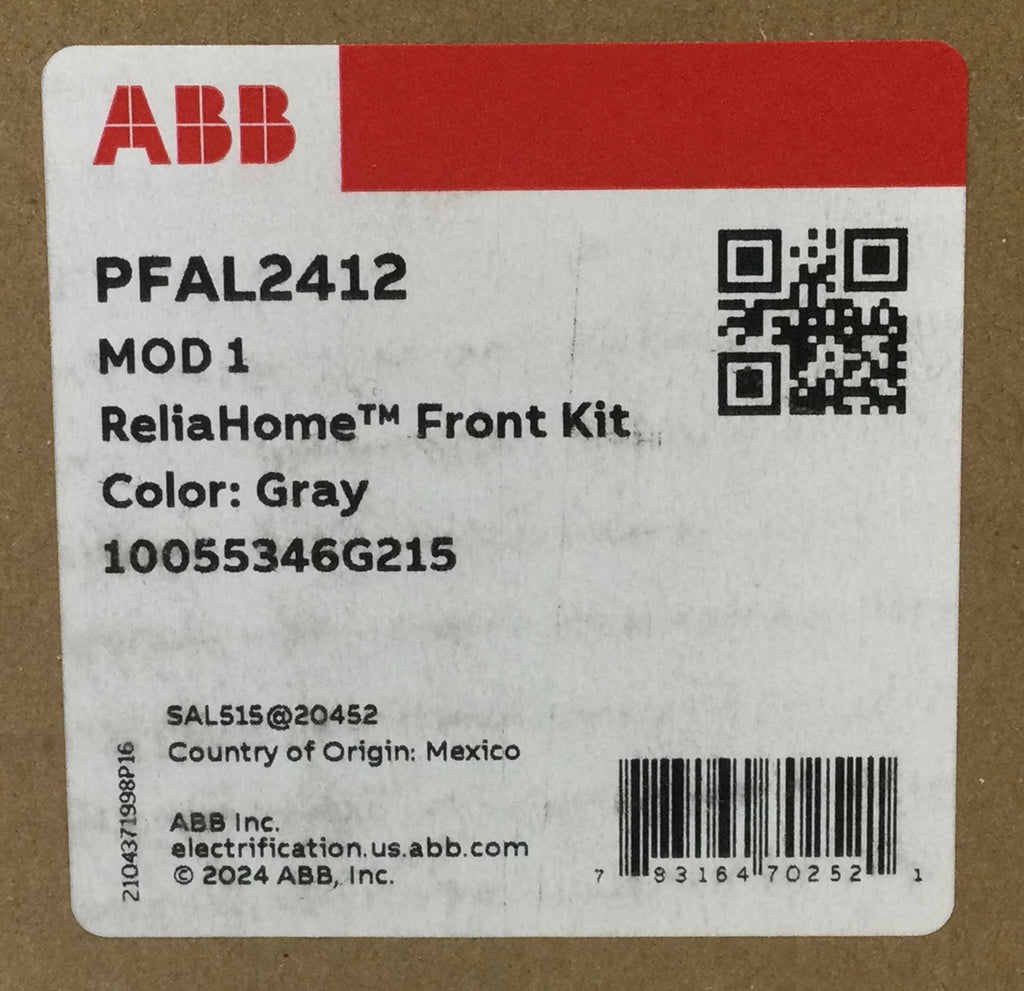 ABB
PFAL2412
MOD 1
ReliaHome™ Front Kit
Color: Gray
10055346G215
SAL515@20452
Country of Origin: Mexico
2104371998P16
ABB Inc.
electrification.us.abb.com
© 2024 ABB, Inc.
7 83164 70252 1